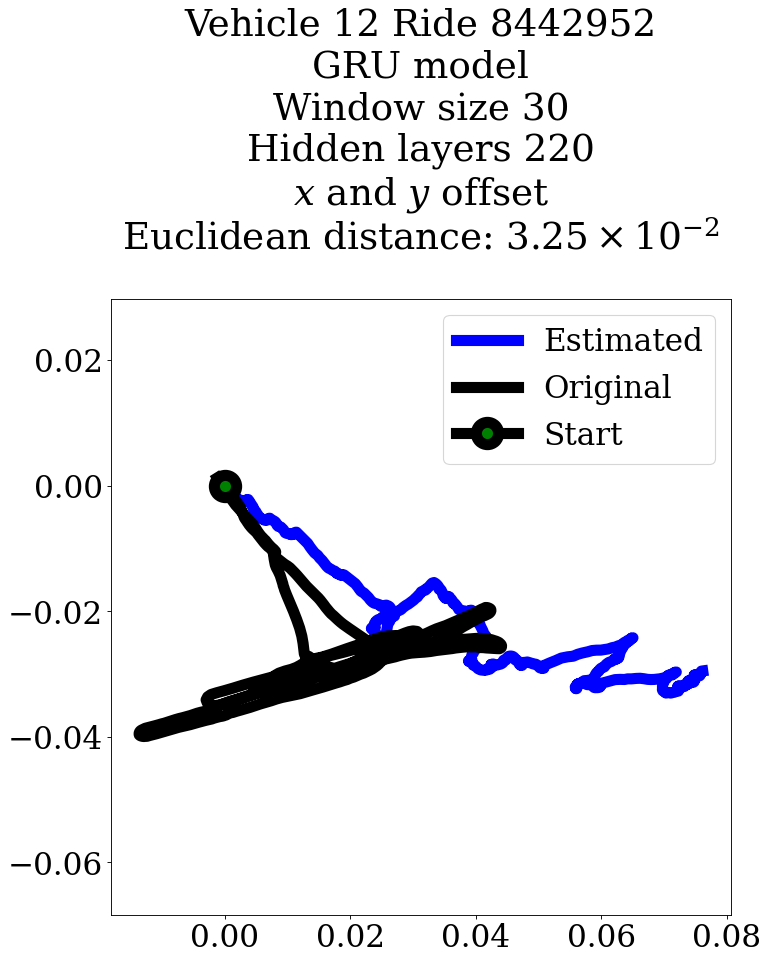 Vehicle 12 Ride 8442952
GRU model
Window size 30
Hidden layers 220
x and y offset
Euclidean distance: 3.25 × 10⁻²
Estimated
Original
Start
0.02
0.00
−0.02
−0.04
−0.06
0.00 0.02 0.04 0.06 0.08